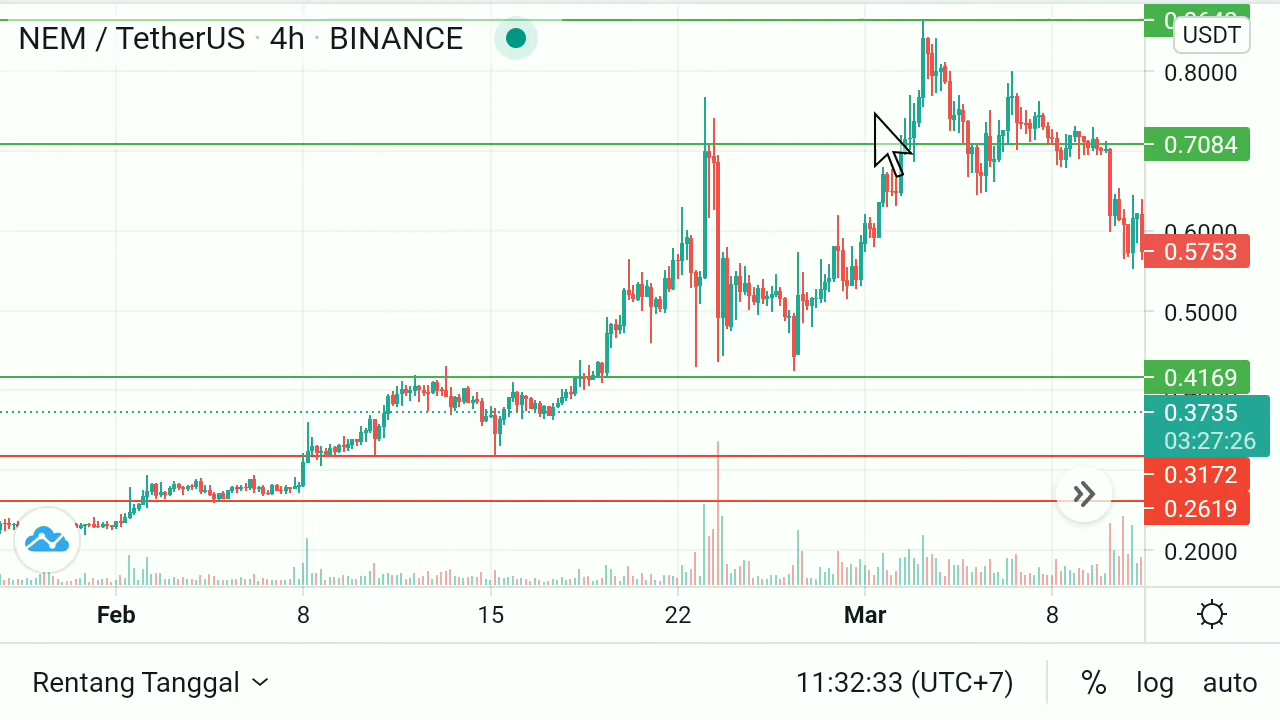 NEM / TetherUS · 4h · BINANCE
USDT
0.8000
0.7084
0.5753
0.5000
0.4169
0.3735
03:27:26
0.3172
0.2619
0.2000
Feb 8 15 22 Mar 8
Rentang Tanggal 11:32:33 (UTC+7) % log auto